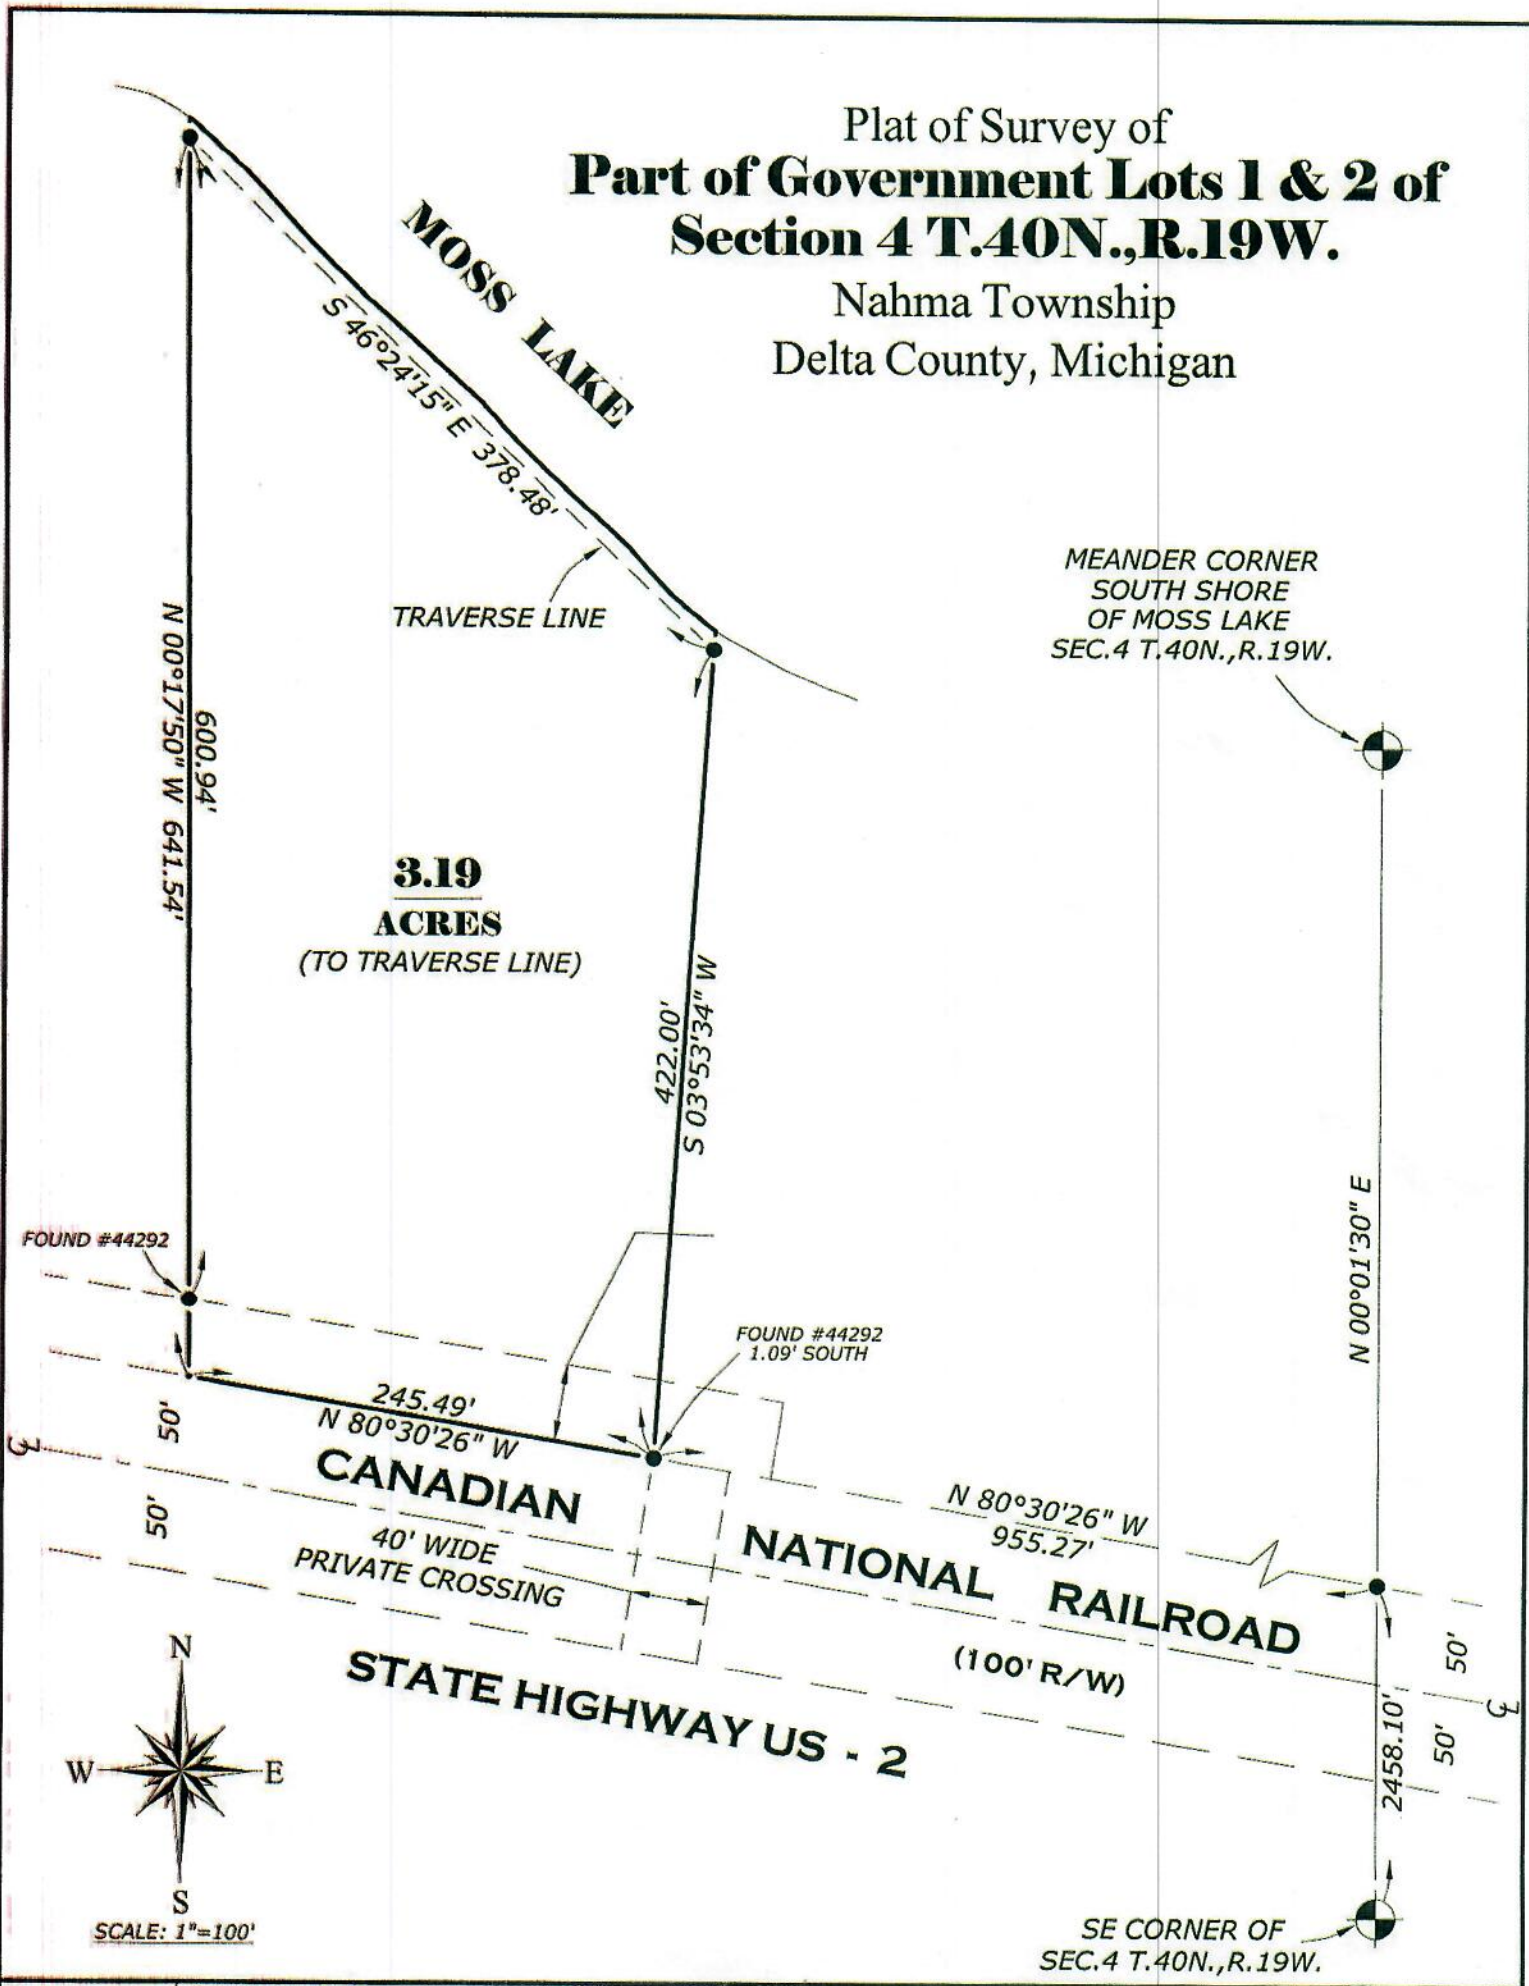 Plat of Survey of
Part of Government Lots 1 & 2 of
Section 4 T.40N.,R.19W.
Nahma Township
Delta County, Michigan
MOSS LAKE
S 46°24'15" E 378.48'
TRAVERSE LINE
MEANDER CORNER
SOUTH SHORE
OF MOSS LAKE
SEC.4 T.40N.,R.19W.
600.94'
N 00°17'50" W 641.54'
3.19
ACRES
(TO TRAVERSE LINE)
422.00'
S 03°53'34" W
N 00°01'30" E
FOUND #44292
FOUND #44292
1.09' SOUTH
245.49'
N 80°30'26" W
50'
50'
CANADIAN NATIONAL RAILROAD
N 80°30'26" W
955.27'
40' WIDE
PRIVATE CROSSING
(100' R/W)
50'
50'
2458.10'
STATE HIGHWAY US - 2
N
W E
S
SCALE: 1"=100'
SE CORNER OF
SEC.4 T.40N.,R.19W.